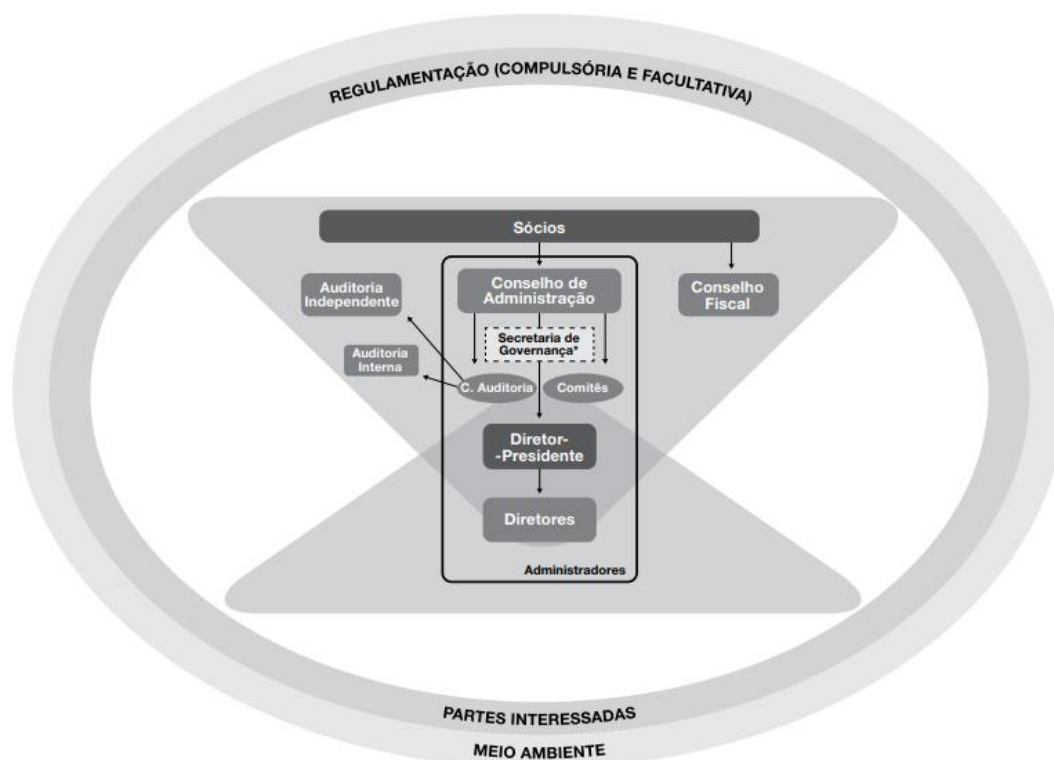 REGULAMENTAÇÃO (COMPULSÓRIA E FACULTATIVA)
Sócios
Auditoria
Independente
Conselho de
Administração
Conselho
Fiscal
Secretaria de
Governança*
Auditoria
Interna
C. Auditoria
Comitês
Diretor-
-Presidente
Diretores
Administradores
PARTES INTERESSADAS
MEIO AMBIENTE